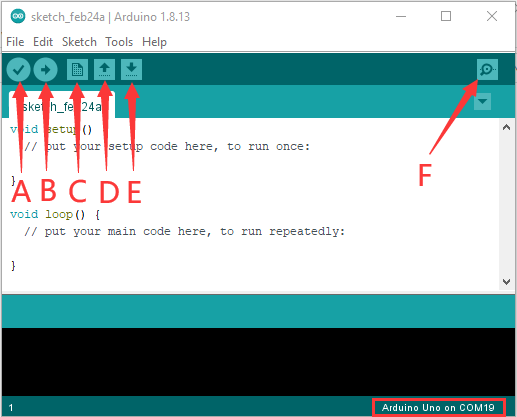 sketch_feb24a | Arduino 1.8.13
File Edit Sketch Tools Help
sketch_feb24a
void setup()
// put your setup code here, to run once:
}
A B C D E F
void loop() {
// put your main code here, to run repeatedly:
}
1 Arduino Uno on COM19